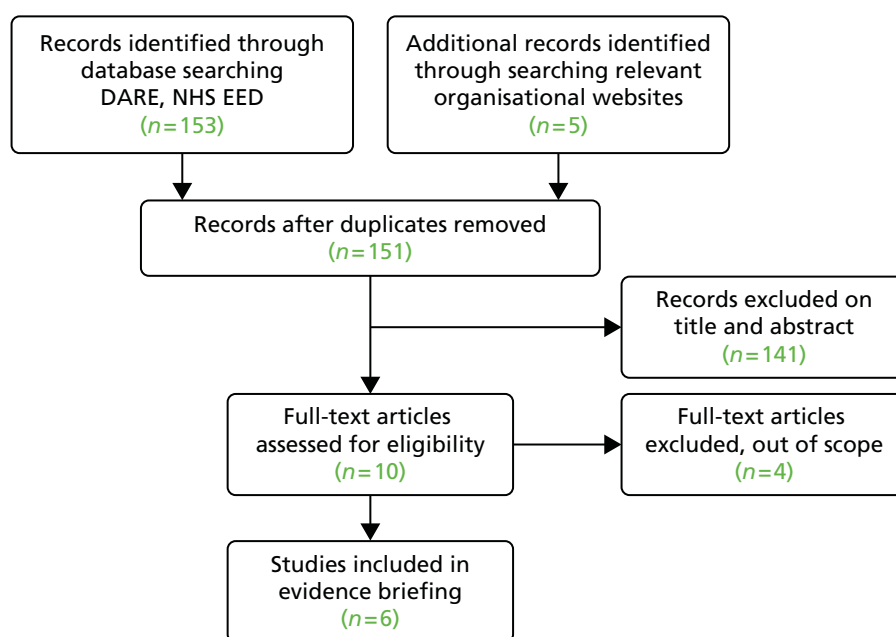 Records identified through
database searching
DARE, NHS EED
(n=153)
Additional records identified
through searching relevant
organisational websites
(n=5)
Records after duplicates removed
(n=151)
Records excluded on
title and abstract
(n=141)
Full-text articles
assessed for eligibility
(n=10)
Full-text articles
excluded, out of scope
(n=4)
Studies included in
evidence briefing
(n=6)